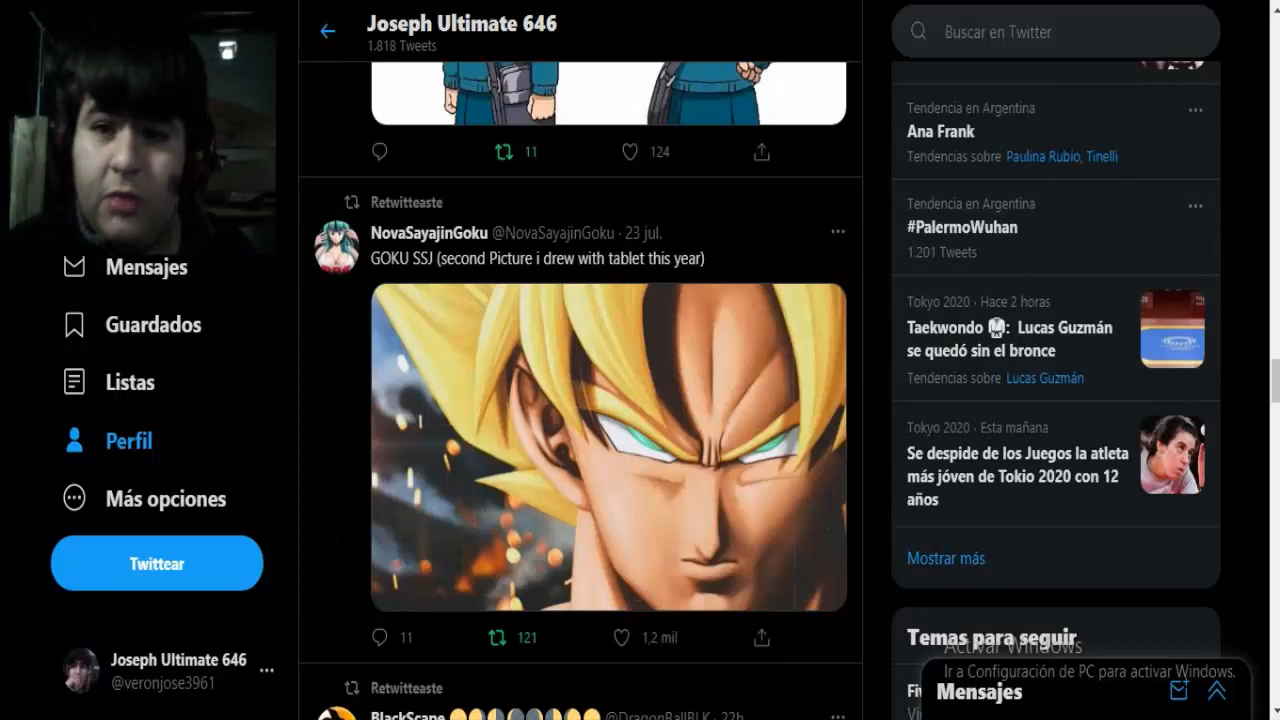 Joseph Ultimate 646
1.818 Tweets
Buscar en Twitter
11
124
Retwitteaste
NovaSayajinGoku @NovaSayajinGoku · 23 jul.
GOKU SSJ (second Picture i drew with tablet this year)
11
121
1,2 mil
Retwitteaste
BlackScape @DragonBallBLK · 22h
Mensajes
Guardados
Listas
Perfil
Más opciones
Twittear
Joseph Ultimate 646
@veronjose3961
Tendencia en Argentina
Ana Frank
Tendencias sobre Paulina Rubio, Tinelli
Tendencia en Argentina
#PalermoWuhan
1.201 Tweets
Tokyo 2020 · Hace 2 horas
Taekwondo 🥋: Lucas Guzmán
se quedó sin el bronce
Tendencias sobre Lucas Guzmán
Tokyo 2020 · Esta mañana
Se despide de los Juegos la atleta
más jóven de Tokio 2020 con 12
años
Mostrar más
Temas para seguir
Activar Windows
Ir a Configuración de PC para activar Windows.
Mensajes